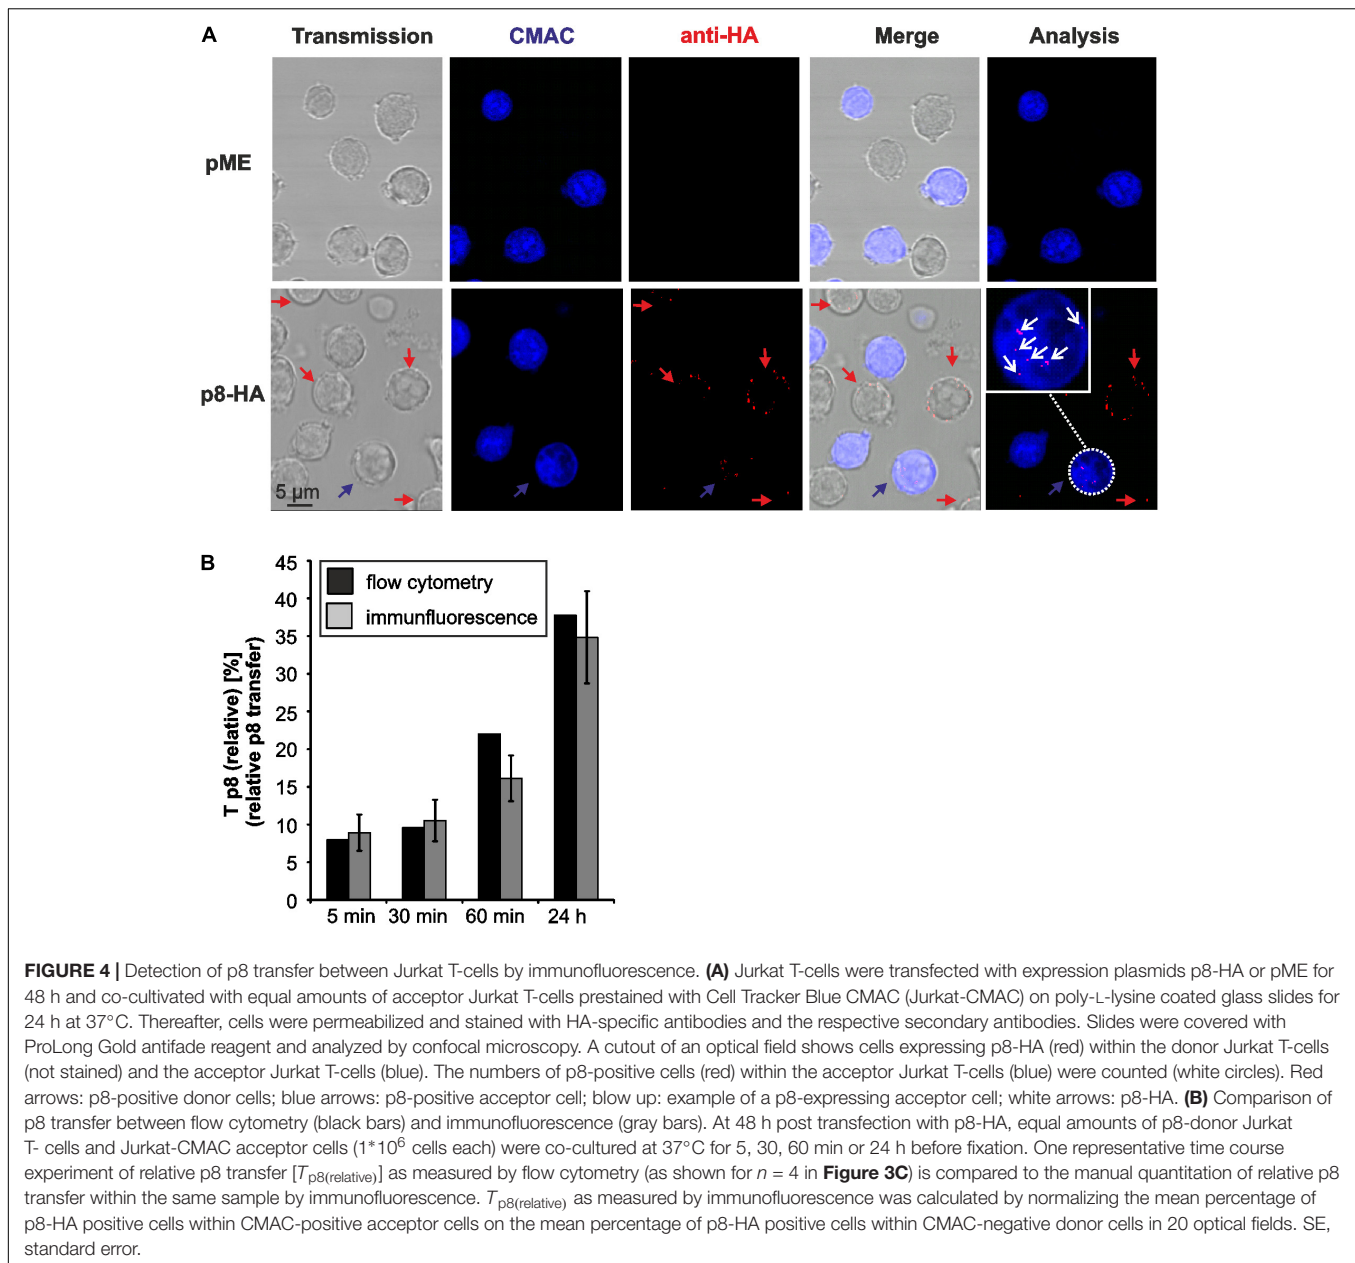 A
Transmission CMAC anti-HA Merge Analysis
pME
p8-HA
5 µm
B
T p8 (relative) [%]
(relative p8 transfer)
45
40
35
30
25
20
15
10
5
0
flow cytometry
immunfluorescence
5 min 30 min 60 min 24 h
FIGURE 4 | Detection of p8 transfer between Jurkat T-cells by immunofluorescence. (A) Jurkat T-cells were transfected with expression plasmids p8-HA or pME for
48 h and co-cultivated with equal amounts of acceptor Jurkat T-cells prestained with Cell Tracker Blue CMAC (Jurkat-CMAC) on poly-L-lysine coated glass slides for
24 h at 37°C. Thereafter, cells were permeabilized and stained with HA-specific antibodies and the respective secondary antibodies. Slides were covered with
ProLong Gold antifade reagent and analyzed by confocal microscopy. A cutout of an optical field shows cells expressing p8-HA (red) within the donor Jurkat T-cells
(not stained) and the acceptor Jurkat T-cells (blue). The numbers of p8-positive cells (red) within the acceptor Jurkat T-cells (blue) were counted (white circles). Red
arrows: p8-positive donor cells; blue arrows: p8-positive acceptor cell; blow up: example of a p8-expressing acceptor cell; white arrows: p8-HA. (B) Comparison of
p8 transfer between flow cytometry (black bars) and immunofluorescence (gray bars). At 48 h post transfection with p8-HA, equal amounts of p8-donor Jurkat
T- cells and Jurkat-CMAC acceptor cells (1*10⁶ cells each) were co-cultured at 37°C for 5, 30, 60 min or 24 h before fixation. One representative time course
experiment of relative p8 transfer [Tp8(relative)] as measured by flow cytometry (as shown for n = 4 in Figure 3C) is compared to the manual quantitation of relative p8
transfer within the same sample by immunofluorescence. Tp8(relative) as measured by immunofluorescence was calculated by normalizing the mean percentage of
p8-HA positive cells within CMAC-positive acceptor cells on the mean percentage of p8-HA positive cells within CMAC-negative donor cells in 20 optical fields. SE,
standard error.